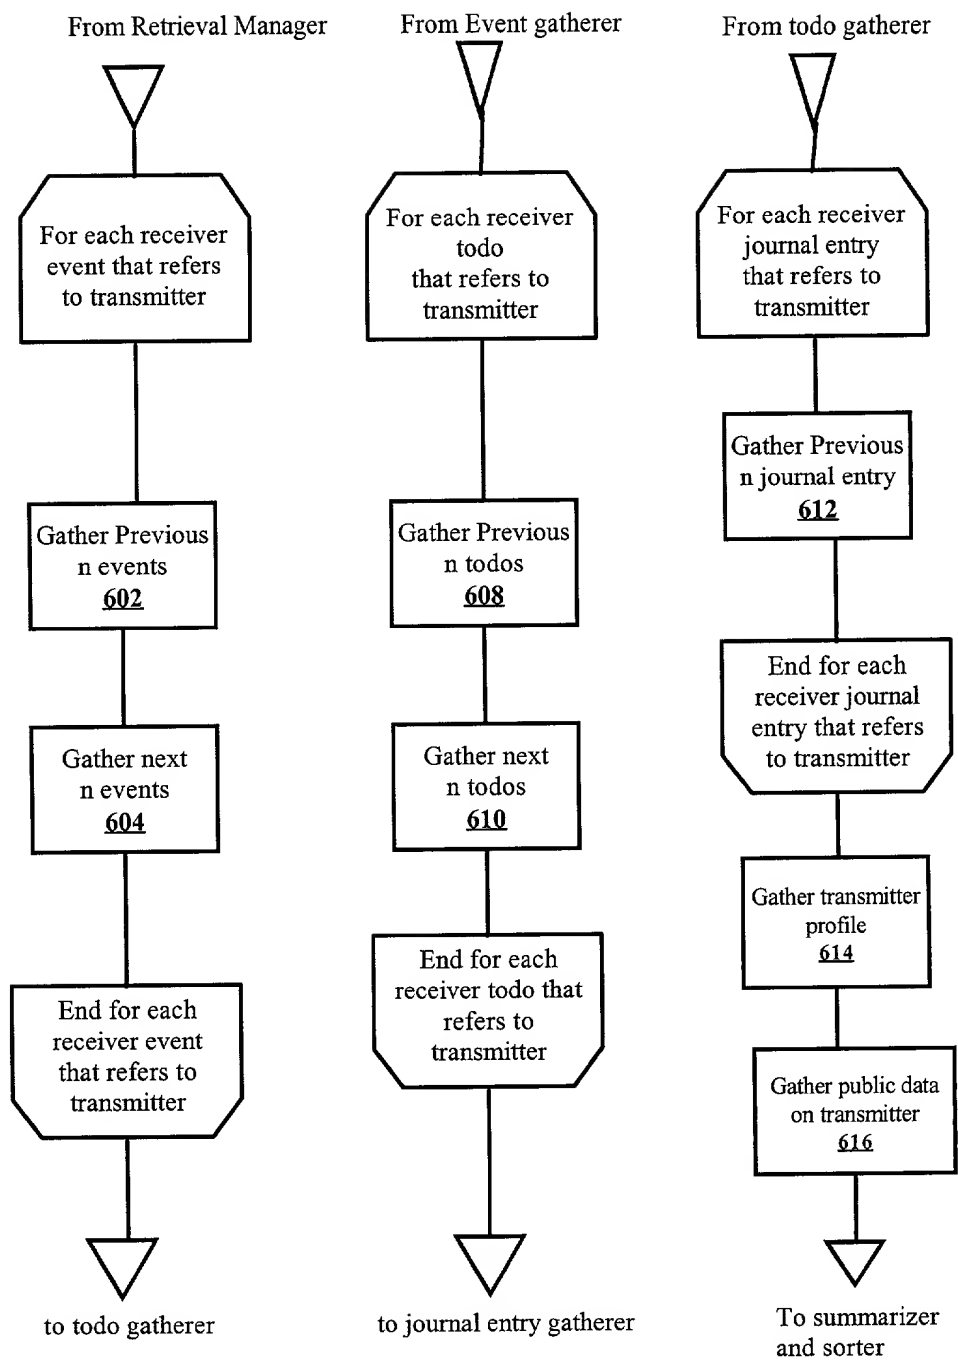 From Retrieval Manager
For each receiver
event that refers
to transmitter
Gather Previous
n events
602
Gather next
n events
604
End for each
receiver event
that refers to
transmitter
to todo gatherer
From Event gatherer
For each receiver
todo
that refers to
transmitter
Gather Previous
n todos
608
Gather next
n todos
610
End for each
receiver todo that
refers to
transmitter
to journal entry gatherer
From todo gatherer
For each receiver
journal entry
that refers to
transmitter
Gather Previous
n journal entry
612
End for each
receiver journal
entry that refers
to transmitter
Gather transmitter
profile
614
Gather public data
on transmitter
616
To summarizer
and sorter